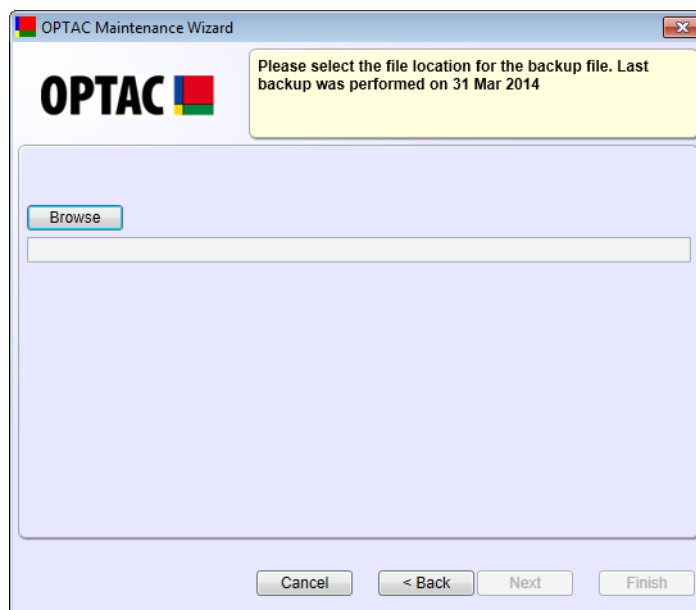 OPTAC Maintenance Wizard
OPTAC
Please select the file location for the backup file. Last
backup was performed on 31 Mar 2014
Browse
Cancel
< Back
Next
Finish